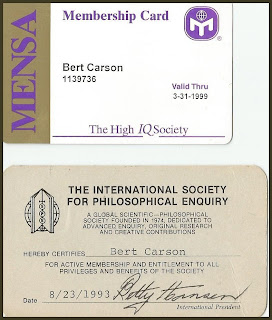 MENSA
Membership Card
Bert Carson
1139736
Valid Thru
3-31-1999
The High IQ Society
THE INTERNATIONAL SOCIETY
FOR PHILOSOPHICAL ENQUIRY
A GLOBAL SCIENTIFIC—PHILOSOPHICAL
SOCIETY FOUNDED IN 1974, DEDICATED TO
ADVANCED ENQUIRY, ORIGINAL RESEARCH
AND CREATIVE CONTRIBUTIONS
HEREBY CERTIFIES Bert Carson
FOR ACTIVE MEMBERSHIP AND ENTITLEMENT TO ALL
PRIVILEGES AND BENEFITS OF THE SOCIETY
Date 8/23/1993 Betty
International President